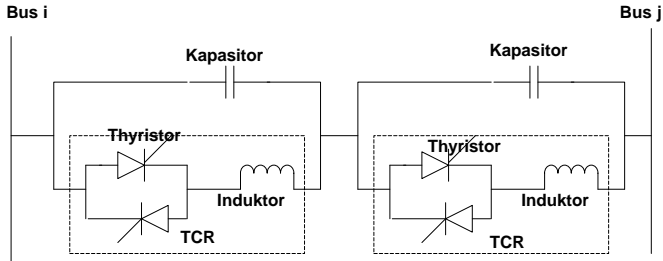 Bus i
Bus j
Kapasitor
Kapasitor
Thyristor
Thyristor
Induktor
Induktor
TCR
TCR